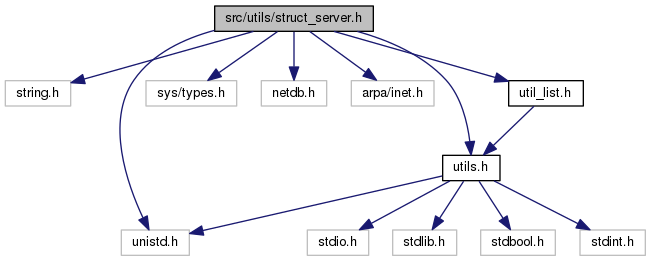 src/utils/struct_server.h
string.h
sys/types.h
netdb.h
arpa/inet.h
util_list.h
utils.h
unistd.h
stdio.h
stdlib.h
stdbool.h
stdint.h